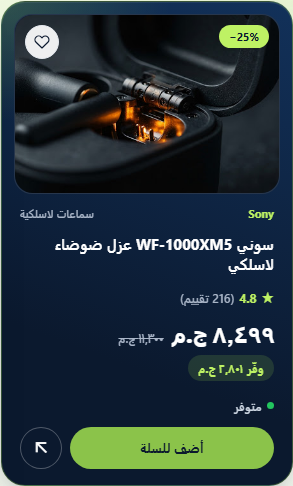 −25%
Sony سماعات لاسلكية
سوني WF-1000XM5 عزل ضوضاء
لاسلكي
★ 4.8 (216 تقييم)
٨,٤٩٩ ج.م ١١,٣٠٠ ج.م
وفّر ٢,٨٠١ ج.م
متوفر
أضف للسلة